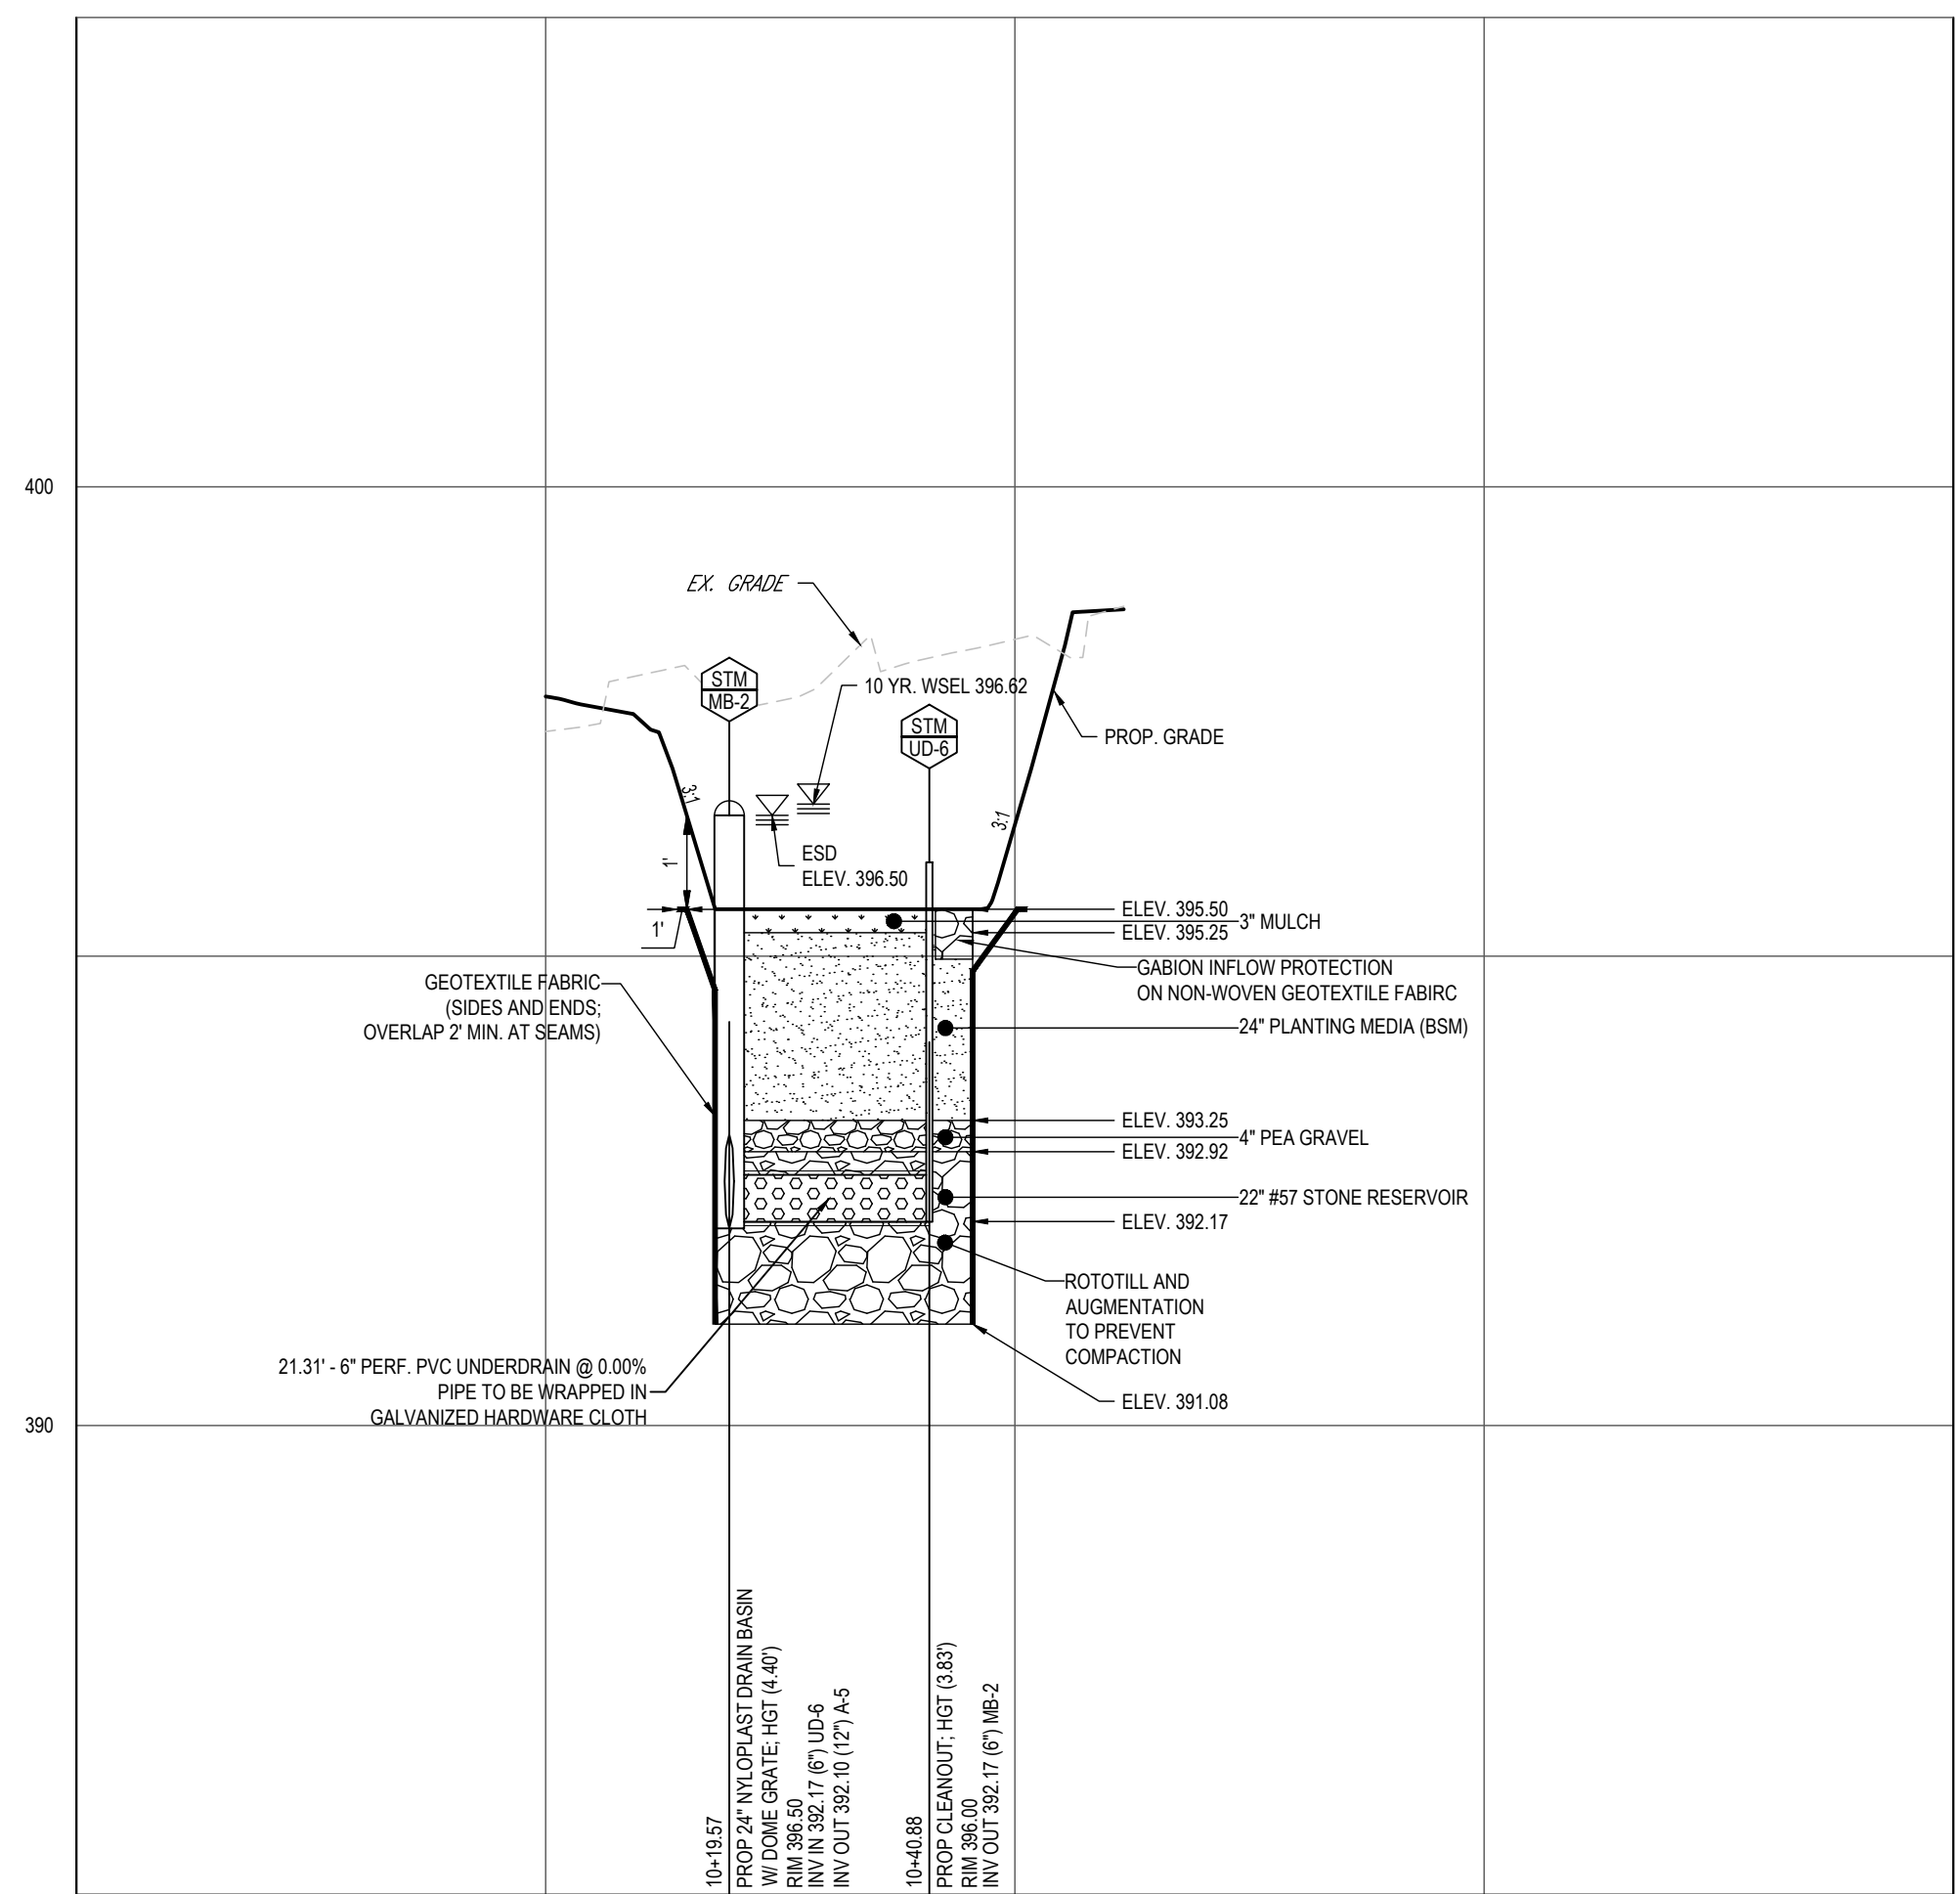 400
EX. GRADE
STM
MB-2
10 YR. WSEL 396.62
STM
UD-6
PROP. GRADE
3:1
3:1
1'
ESD
ELEV. 396.50
1'
ELEV. 395.50
3" MULCH
ELEV. 395.25
GABION INFLOW PROTECTION
ON NON-WOVEN GEOTEXTILE FABIRC
GEOTEXTILE FABRIC
(SIDES AND ENDS;
OVERLAP 2' MIN. AT SEAMS)
24" PLANTING MEDIA (BSM)
ELEV. 393.25
4" PEA GRAVEL
ELEV. 392.92
22" #57 STONE RESERVOIR
ELEV. 392.17
ROTOTILL AND
AUGMENTATION
TO PREVENT
COMPACTION
21.31' - 6" PERF. PVC UNDERDRAIN @ 0.00%
PIPE TO BE WRAPPED IN
GALVANIZED HARDWARE CLOTH
ELEV. 391.08
390
10+19.57
PROP 24" NYLOPLAST DRAIN BASIN
W/ DOME GRATE; HGT (4.40')
RIM 396.50
INV IN 392.17 (6") UD-6
INV OUT 392.10 (12") A-5
10+40.88
PROP CLEANOUT; HGT (3.83')
RIM 396.00
INV OUT 392.17 (6") MB-2